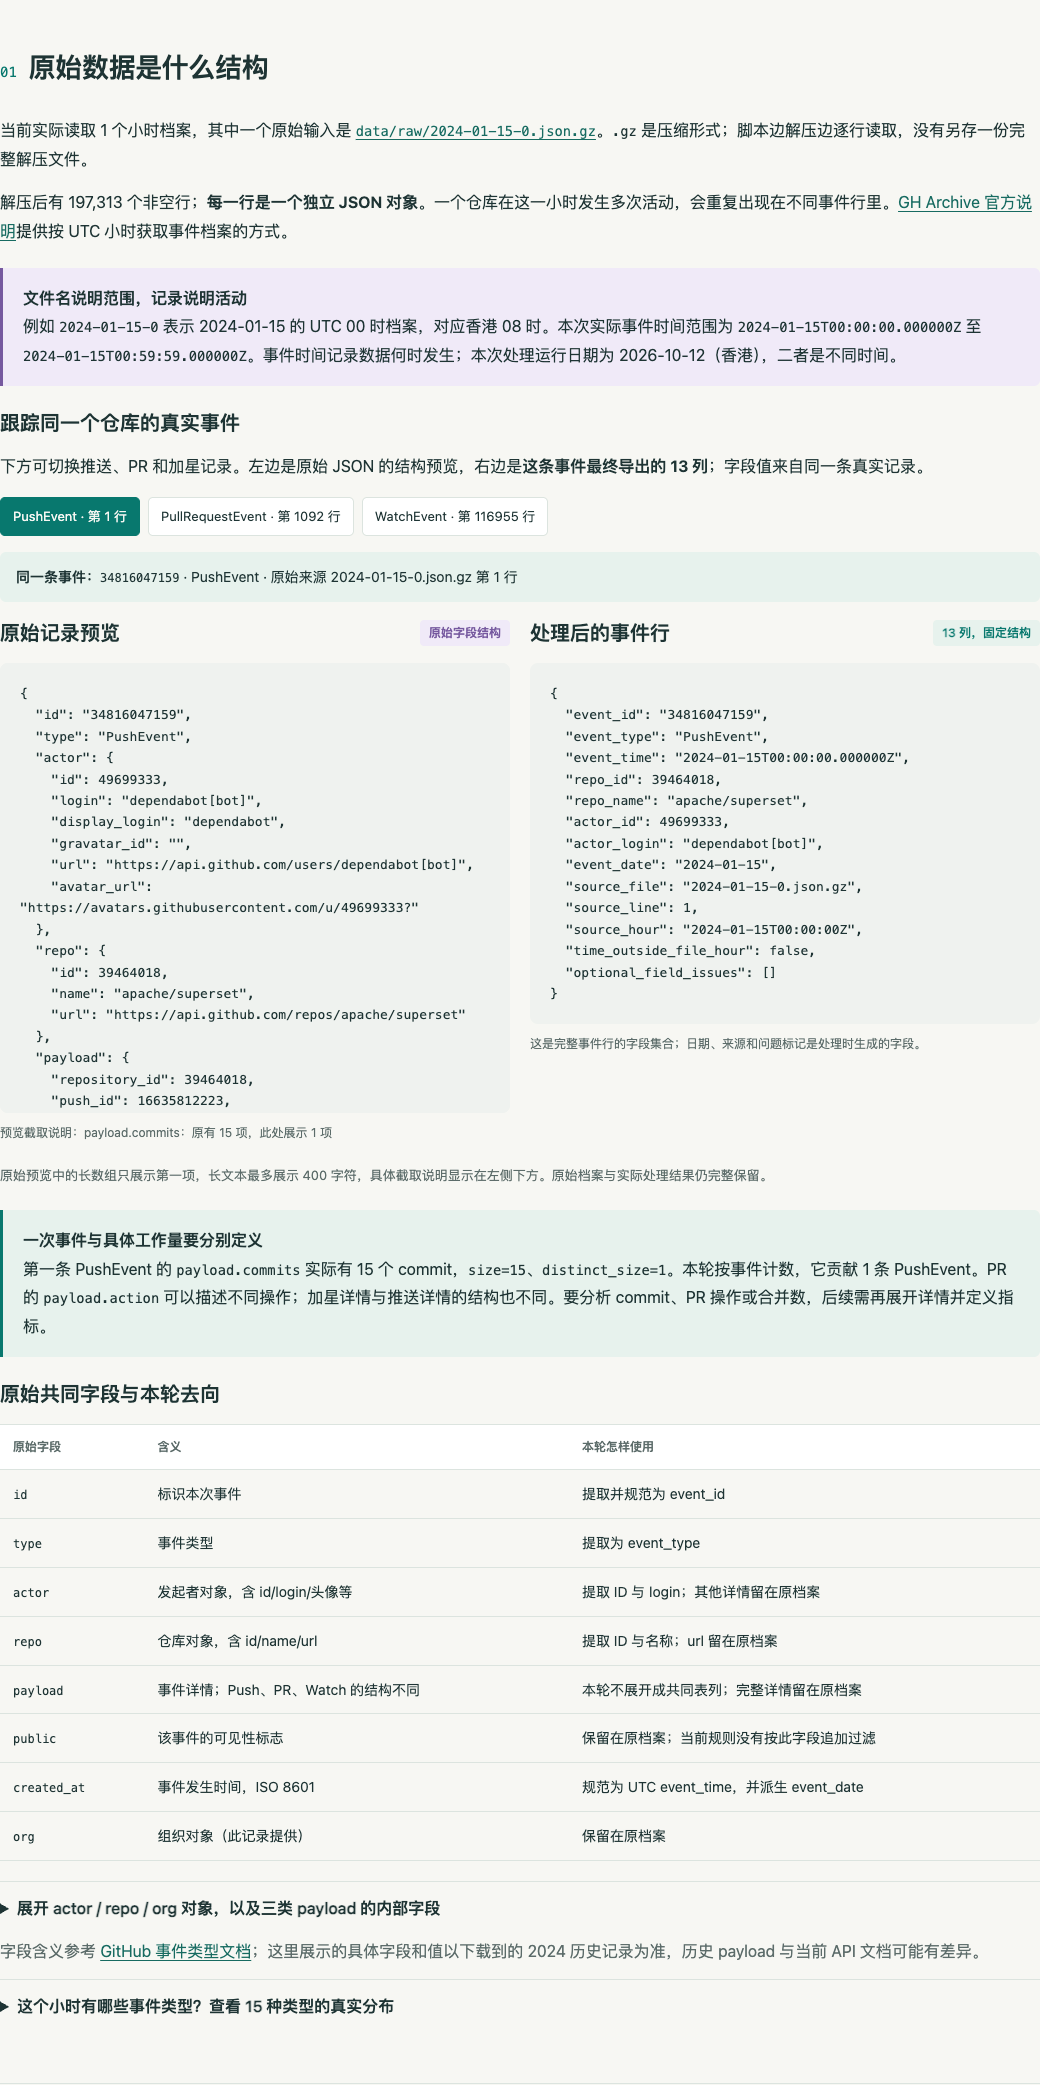 01 原始数据是什么结构
当前实际读取 1 个小时档案，其中一个原始输入是 data/raw/2024-01-15-0.json.gz。.gz 是压缩形式；脚本边解压边逐行读取，没有另存一份完
整解压文件。
解压后有 197,313 个非空行；每一行是一个独立 JSON 对象。一个仓库在这一小时发生多次活动，会重复出现在不同事件行里。GH Archive 官方说
明提供按 UTC 小时获取事件档案的方式。
文件名说明范围，记录说明活动
例如 2024-01-15-0 表示 2024-01-15 的 UTC 00 时档案，对应香港 08 时。本次实际事件时间范围为 2024-01-15T00:00:00.000000Z 至
2024-01-15T00:59:59.000000Z。事件时间记录数据何时发生；本次处理运行日期为 2026-10-12（香港），二者是不同时间。
跟踪同一个仓库的真实事件
下方可切换推送、PR 和加星记录。左边是原始 JSON 的结构预览，右边是这条事件最终导出的 13 列；字段值来自同一条真实记录。
PushEvent · 第 1 行
PullRequestEvent · 第 1092 行
WatchEvent · 第 116955 行
同一条事件：34816047159 · PushEvent · 原始来源 2024-01-15-0.json.gz 第 1 行
原始记录预览
原始字段结构
{
"id": "34816047159",
"type": "PushEvent",
"actor": {
"id": 49699333,
"login": "dependabot[bot]",
"display_login": "dependabot",
"gravatar_id": "",
"url": "https://api.github.com/users/dependabot[bot]",
"avatar_url":
"https://avatars.githubusercontent.com/u/49699333?"
},
"repo": {
"id": 39464018,
"name": "apache/superset",
"url": "https://api.github.com/repos/apache/superset"
},
"payload": {
"repository_id": 39464018,
"push_id": 16635812223,
预览截取说明：payload.commits：原有 15 项，此处展示 1 项
处理后的事件行
13 列，固定结构
{
"event_id": "34816047159",
"event_type": "PushEvent",
"event_time": "2024-01-15T00:00:00.000000Z",
"repo_id": 39464018,
"repo_name": "apache/superset",
"actor_id": 49699333,
"actor_login": "dependabot[bot]",
"event_date": "2024-01-15",
"source_file": "2024-01-15-0.json.gz",
"source_line": 1,
"source_hour": "2024-01-15T00:00:00Z",
"time_outside_file_hour": false,
"optional_field_issues": []
}
这是完整事件行的字段集合；日期、来源和问题标记是处理时生成的字段。
原始预览中的长数组只展示第一项，长文本最多展示 400 字符，具体截取说明显示在左侧下方。原始档案与实际处理结果仍完整保留。
一次事件与具体工作量要分别定义
第一条 PushEvent 的 payload.commits 实际有 15 个 commit，size=15、distinct_size=1。本轮按事件计数，它贡献 1 条 PushEvent。PR
的 payload.action 可以描述不同操作；加星详情与推送详情的结构也不同。要分析 commit、PR 操作或合并数，后续需再展开详情并定义指
标。
原始共同字段与本轮去向
原始字段 含义 本轮怎样使用
id 标识本次事件 提取并规范为 event_id
type 事件类型 提取为 event_type
actor 发起者对象，含 id/login/头像等 提取 ID 与 login；其他详情留在原档案
repo 仓库对象，含 id/name/url 提取 ID 与名称；url 留在原档案
payload 事件详情；Push、PR、Watch 的结构不同 本轮不展开成共同表列；完整详情留在原档案
public 该事件的可见性标志 保留在原档案；当前规则没有按此字段追加过滤
created_at 事件发生时间，ISO 8601 规范为 UTC event_time，并派生 event_date
org 组织对象（此记录提供） 保留在原档案
▶ 展开 actor / repo / org 对象，以及三类 payload 的内部字段
字段含义参考 GitHub 事件类型文档；这里展示的具体字段和值以下载到的 2024 历史记录为准，历史 payload 与当前 API 文档可能有差异。
▶ 这个小时有哪些事件类型？查看 15 种类型的真实分布